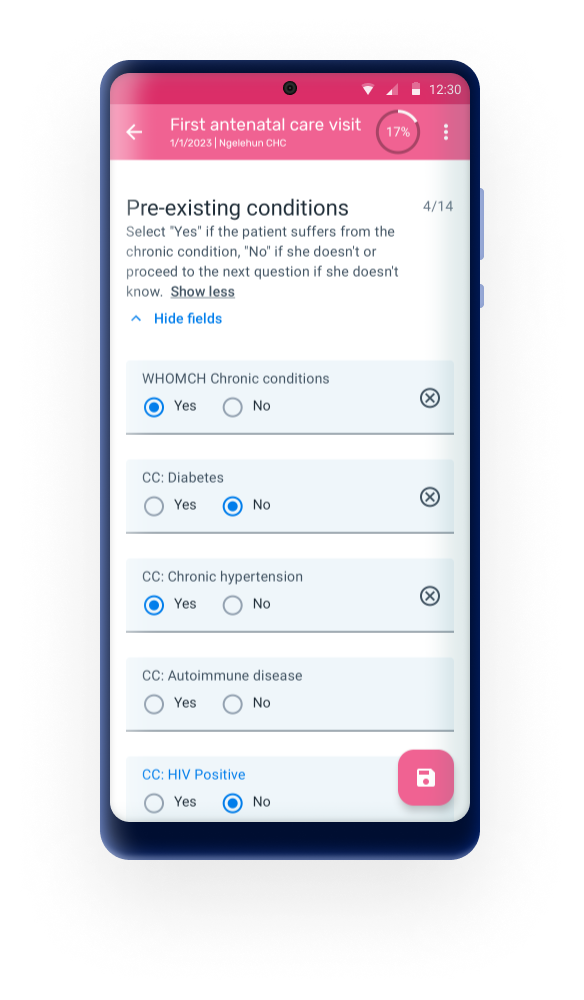 12:30
First antenatal care visit
17%
1/1/2023 | Ngelehun CHC
Pre-existing conditions
4/14
Select "Yes" if the patient suffers from the
chronic condition, "No" if she doesn't or
proceed to the next question if she doesn't
know. Show less
Hide fields
WHOMCH Chronic conditions
Yes No
CC: Diabetes
Yes No
CC: Chronic hypertension
Yes No
CC: Autoimmune disease
Yes No
CC: HIV Positive
Yes No